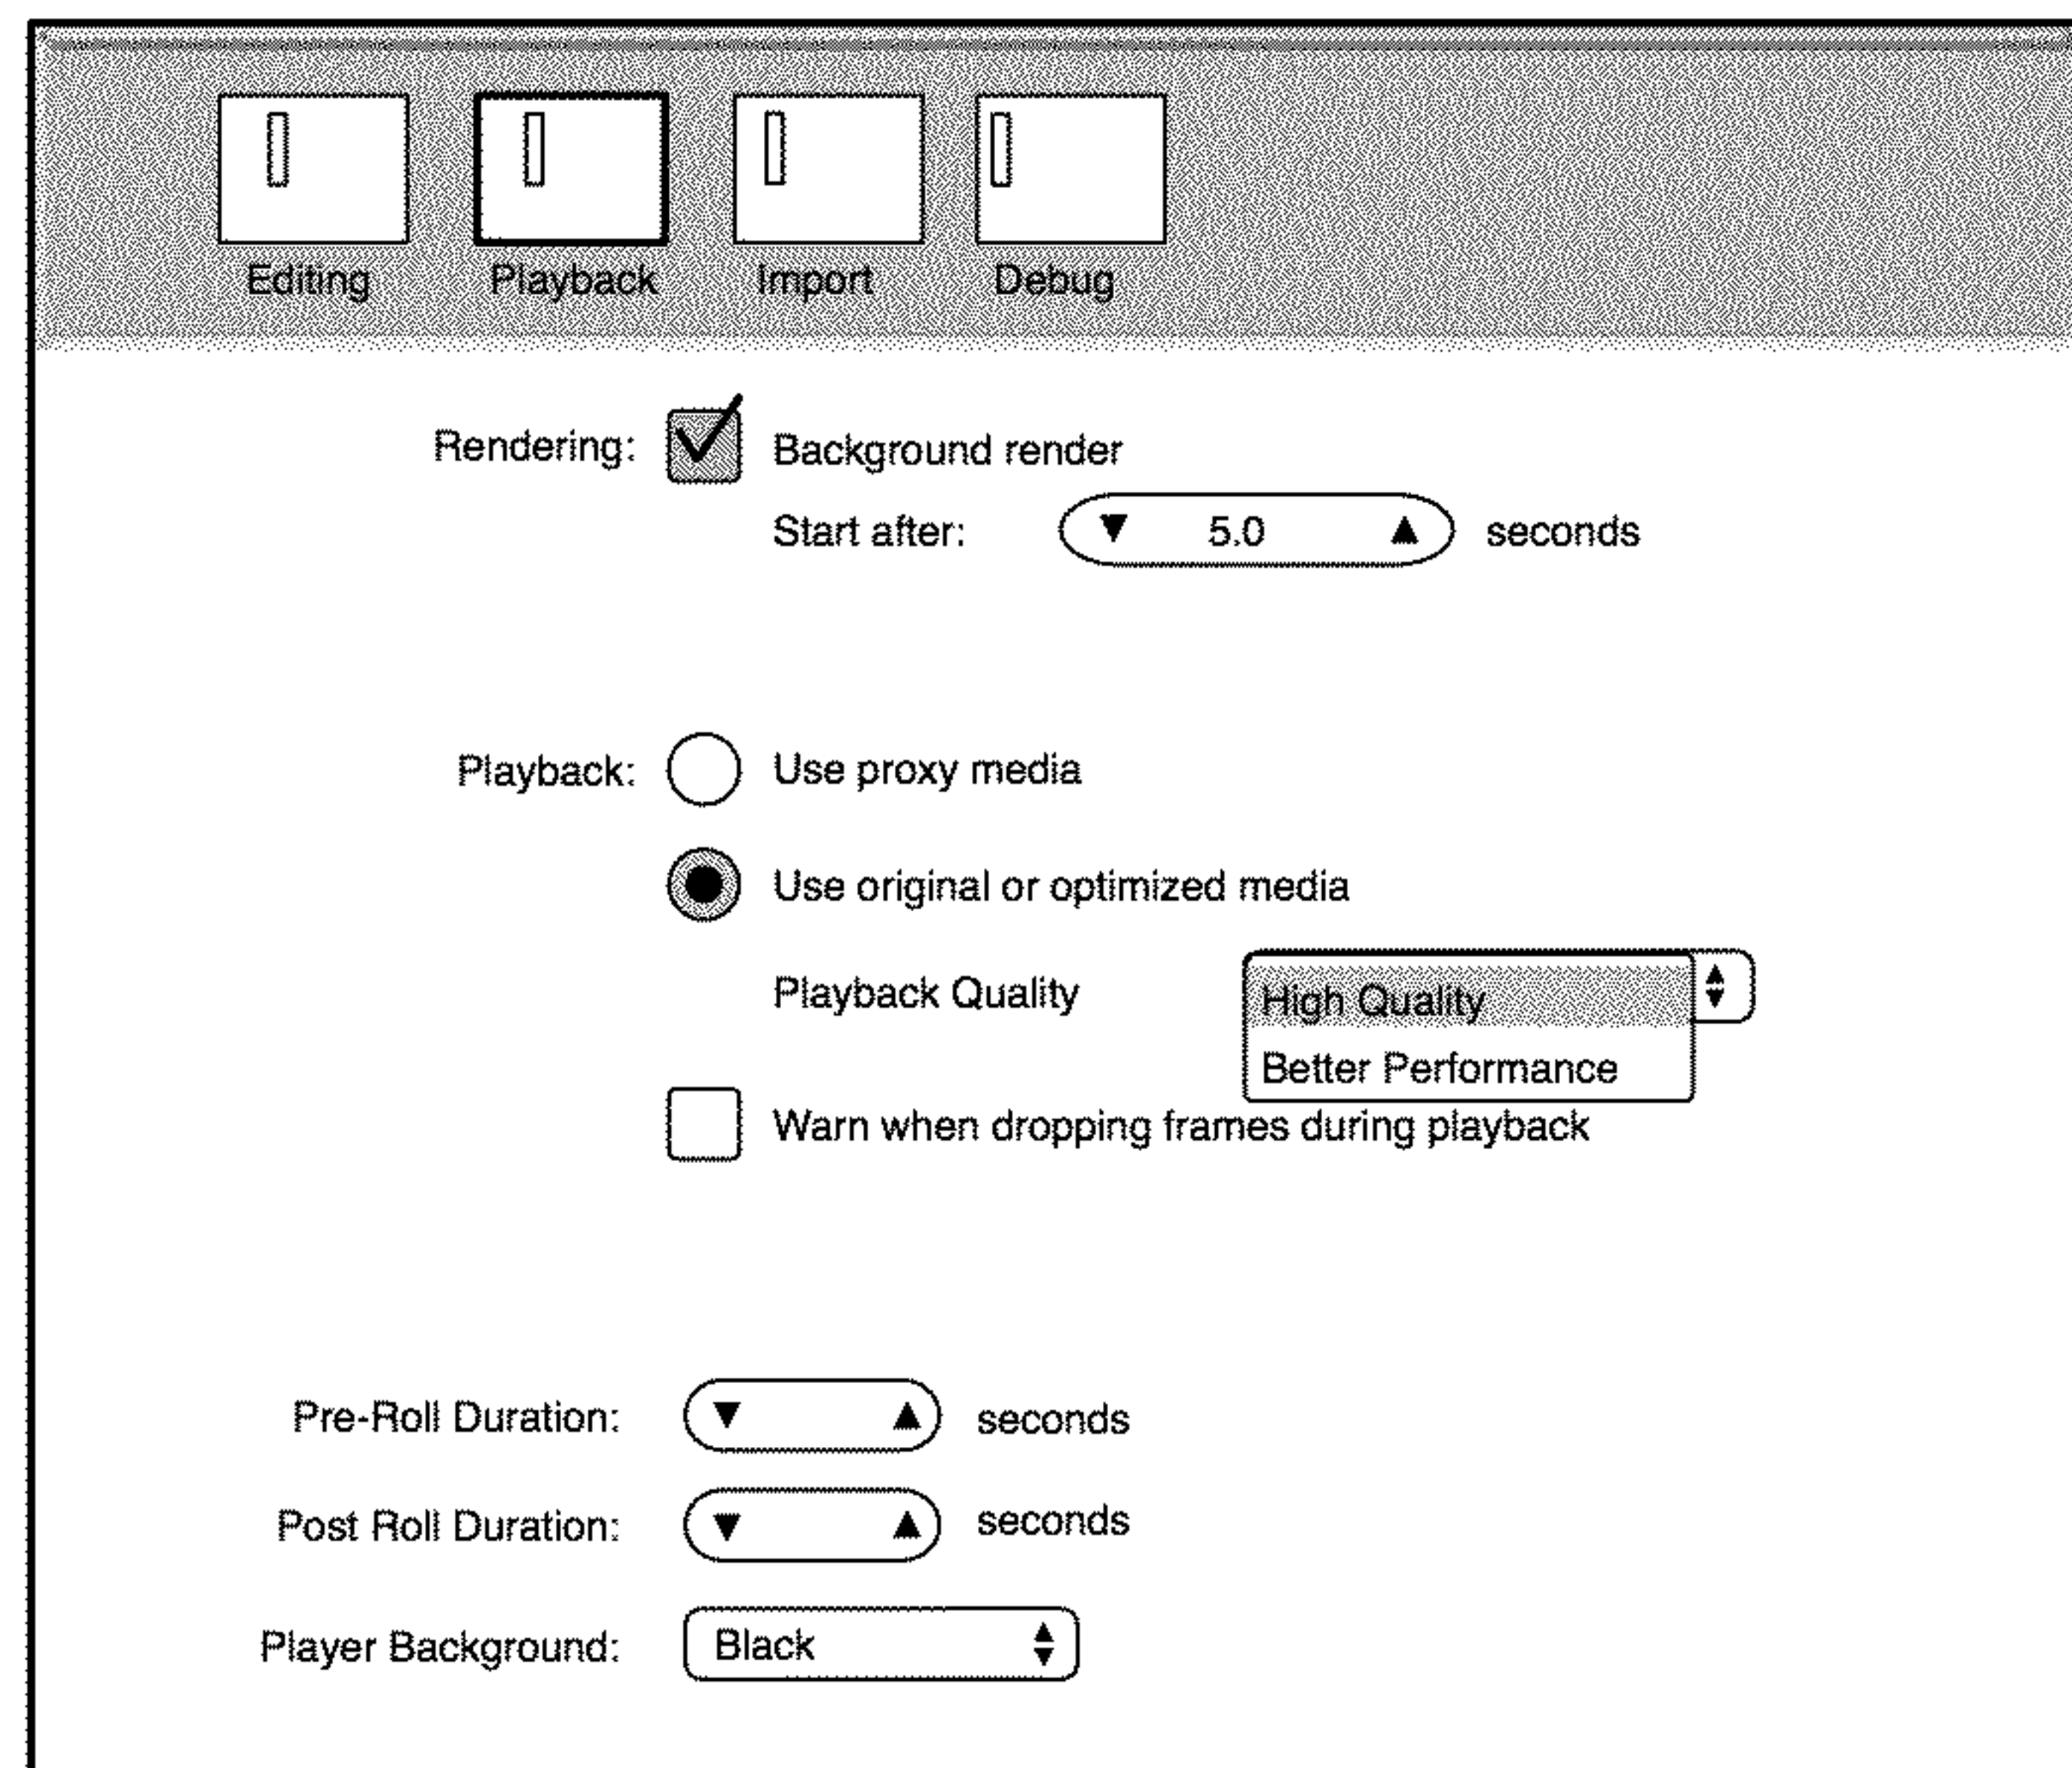 Editing Playback Import Debug
Rendering: Background render
Start after: 5.0 seconds
Playback: Use proxy media
Use original or optimized media
Playback Quality High Quality
Better Performance
Warn when dropping frames during playback
Pre-Roll Duration: seconds
Post Roll Duration: seconds
Player Background: Black